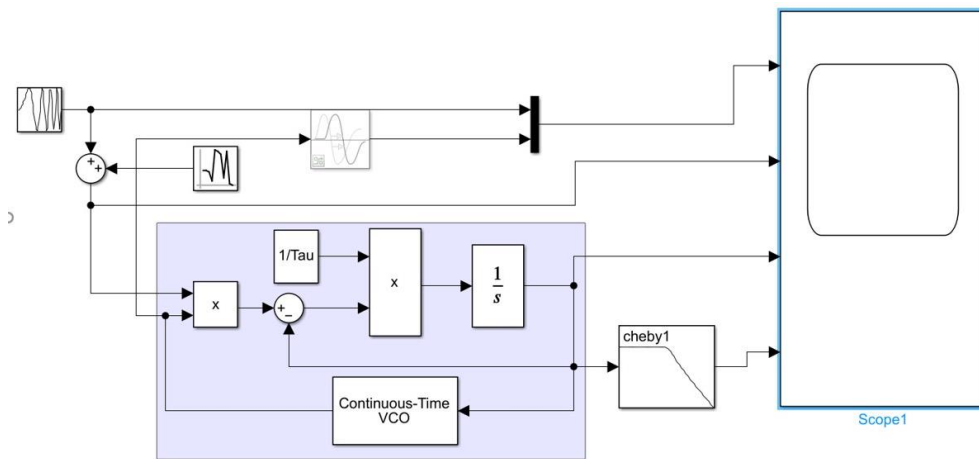 +
+
1/Tau
x
1
s
x
+
−
cheby1
Continuous-Time
VCO
Scope1